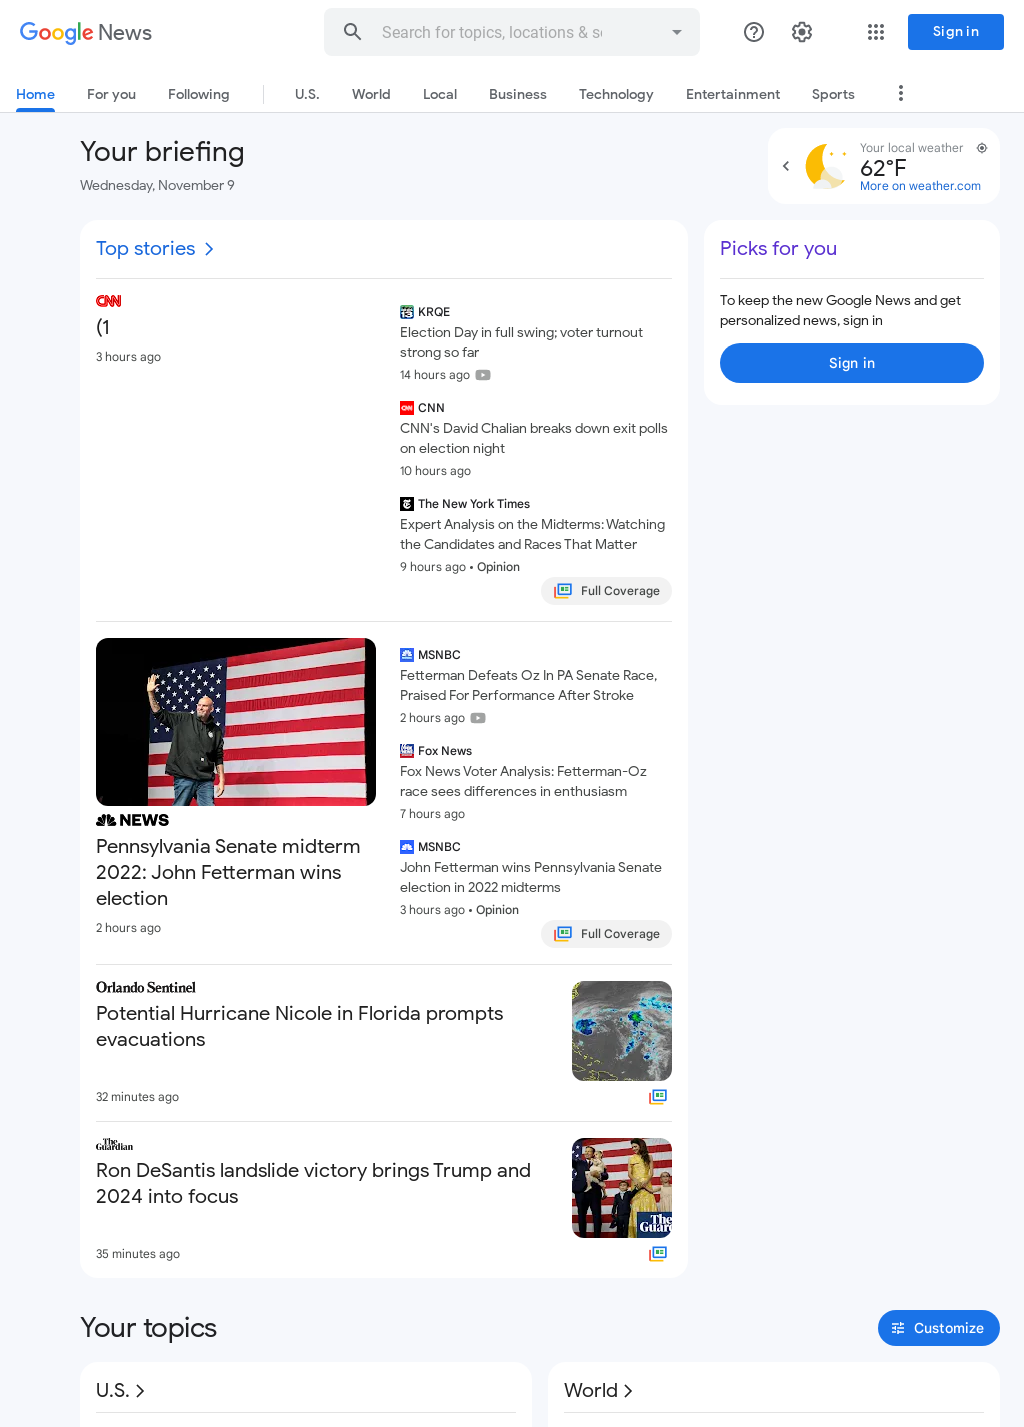 Google News
Search for topics, locations & so
Sign in
Home
For you
Following
U.S.
World
Local
Business
Technology
Entertainment
Sports
Your briefing
Wednesday, November 9
Your local weather
62°F
More on weather.com
Top stories
CNN
(1
3 hours ago
KRQE
Election Day in full swing; voter turnout
strong so far
14 hours ago
CNN
CNN's David Chalian breaks down exit polls
on election night
10 hours ago
The New York Times
Expert Analysis on the Midterms: Watching
the Candidates and Races That Matter
9 hours ago • Opinion
Full Coverage
Picks for you
To keep the new Google News and get
personalized news, sign in
Sign in
NEWS
Pennsylvania Senate midterm
2022: John Fetterman wins
election
2 hours ago
MSNBC
Fetterman Defeats Oz In PA Senate Race,
Praised For Performance After Stroke
2 hours ago
Fox News
Fox News Voter Analysis: Fetterman-Oz
race sees differences in enthusiasm
7 hours ago
MSNBC
John Fetterman wins Pennsylvania Senate
election in 2022 midterms
3 hours ago • Opinion
Full Coverage
Orlando Sentinel
Potential Hurricane Nicole in Florida prompts
evacuations
32 minutes ago
The
Guardian
Ron DeSantis landslide victory brings Trump and
2024 into focus
The
Guar
35 minutes ago
Your topics
Customize
U.S.
World